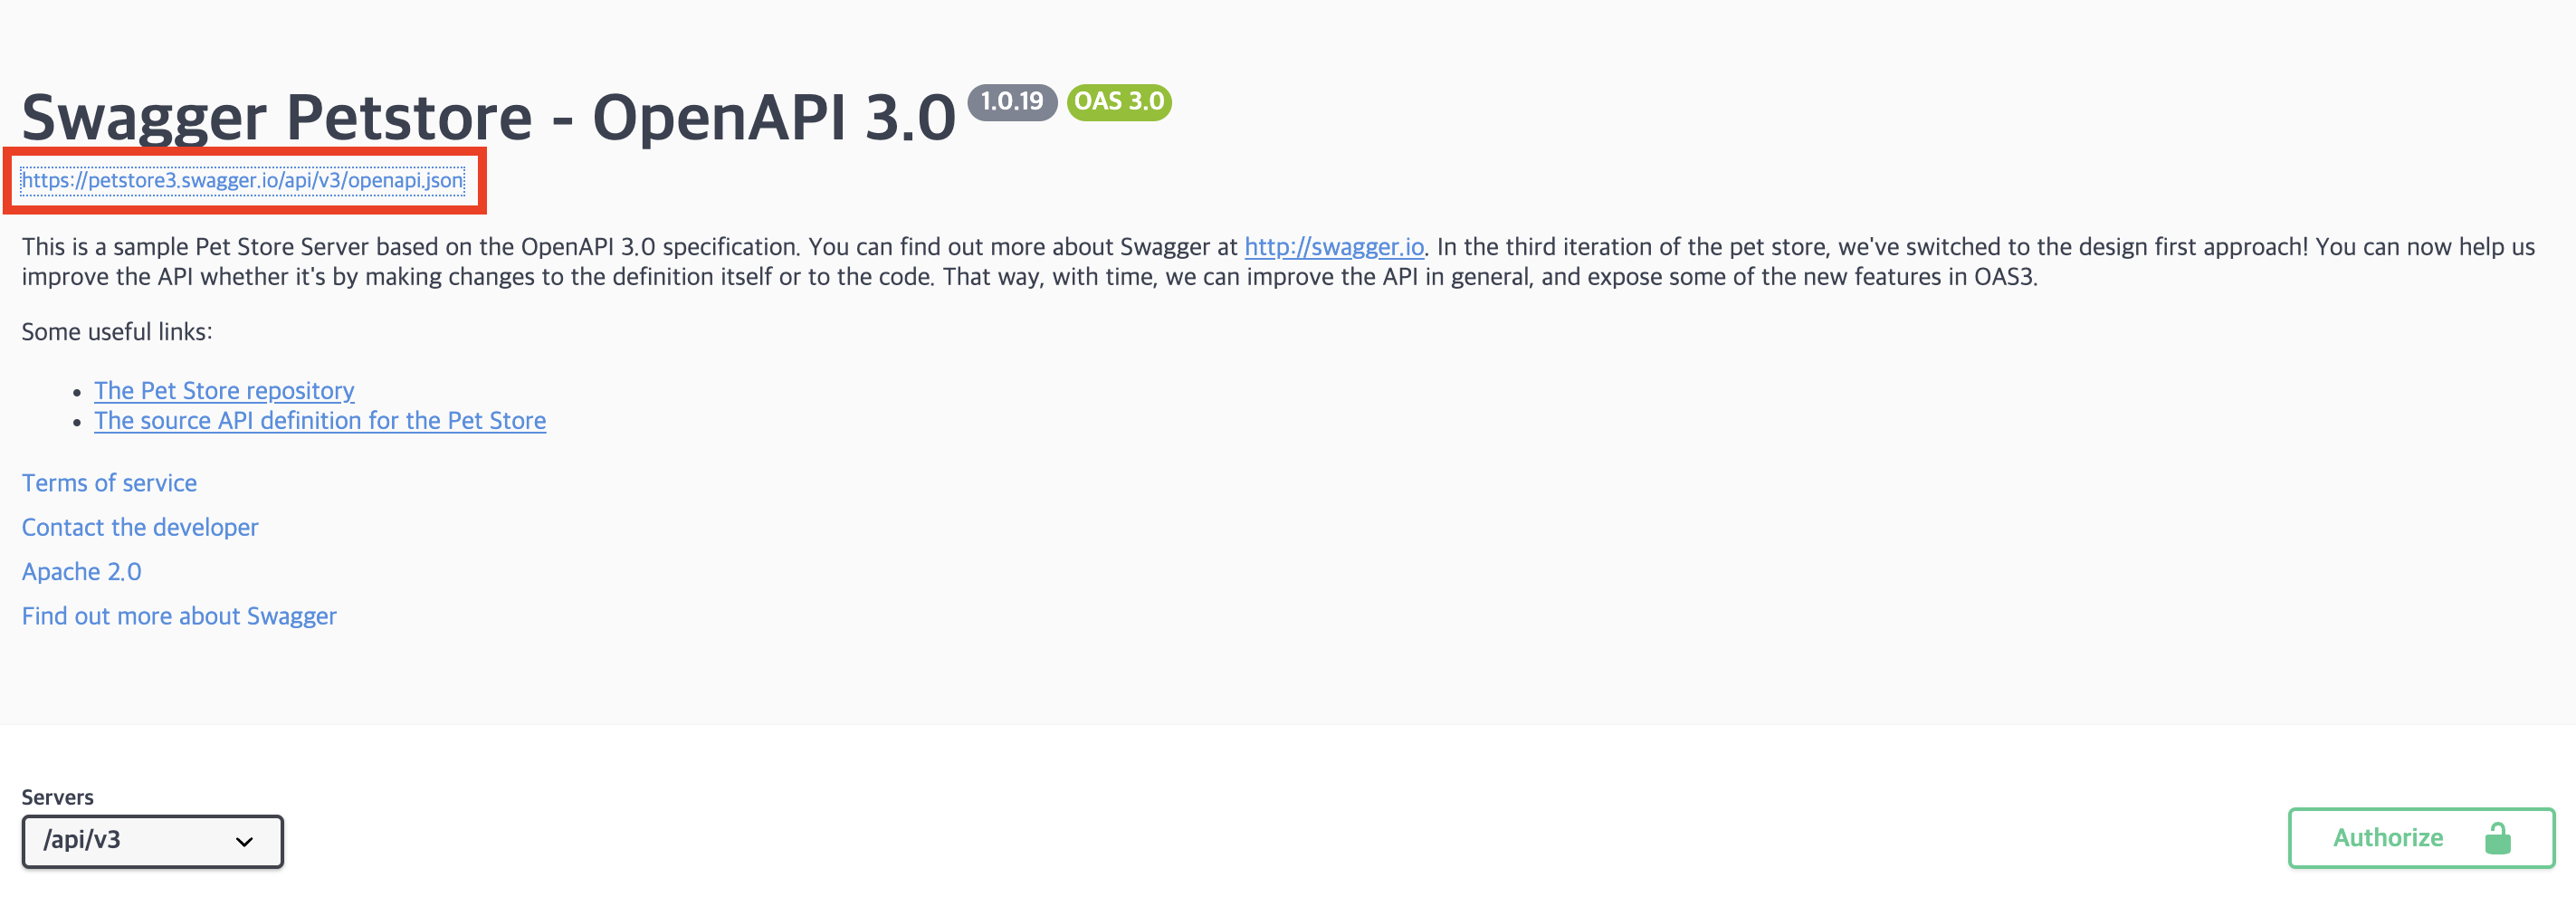 Swagger Petstore - OpenAPI 3.0 1.0.19 OAS 3.0
https://petstore3.swagger.io/api/v3/openapi.json
This is a sample Pet Store Server based on the OpenAPI 3.0 specification. You can find out more about Swagger at http://swagger.io. In the third iteration of the pet store, we've switched to the design first approach! You can now help us
improve the API whether it's by making changes to the definition itself or to the code. That way, with time, we can improve the API in general, and expose some of the new features in OAS3.
Some useful links:
• The Pet Store repository
• The source API definition for the Pet Store
Terms of service
Contact the developer
Apache 2.0
Find out more about Swagger
Servers
/api/v3
Authorize